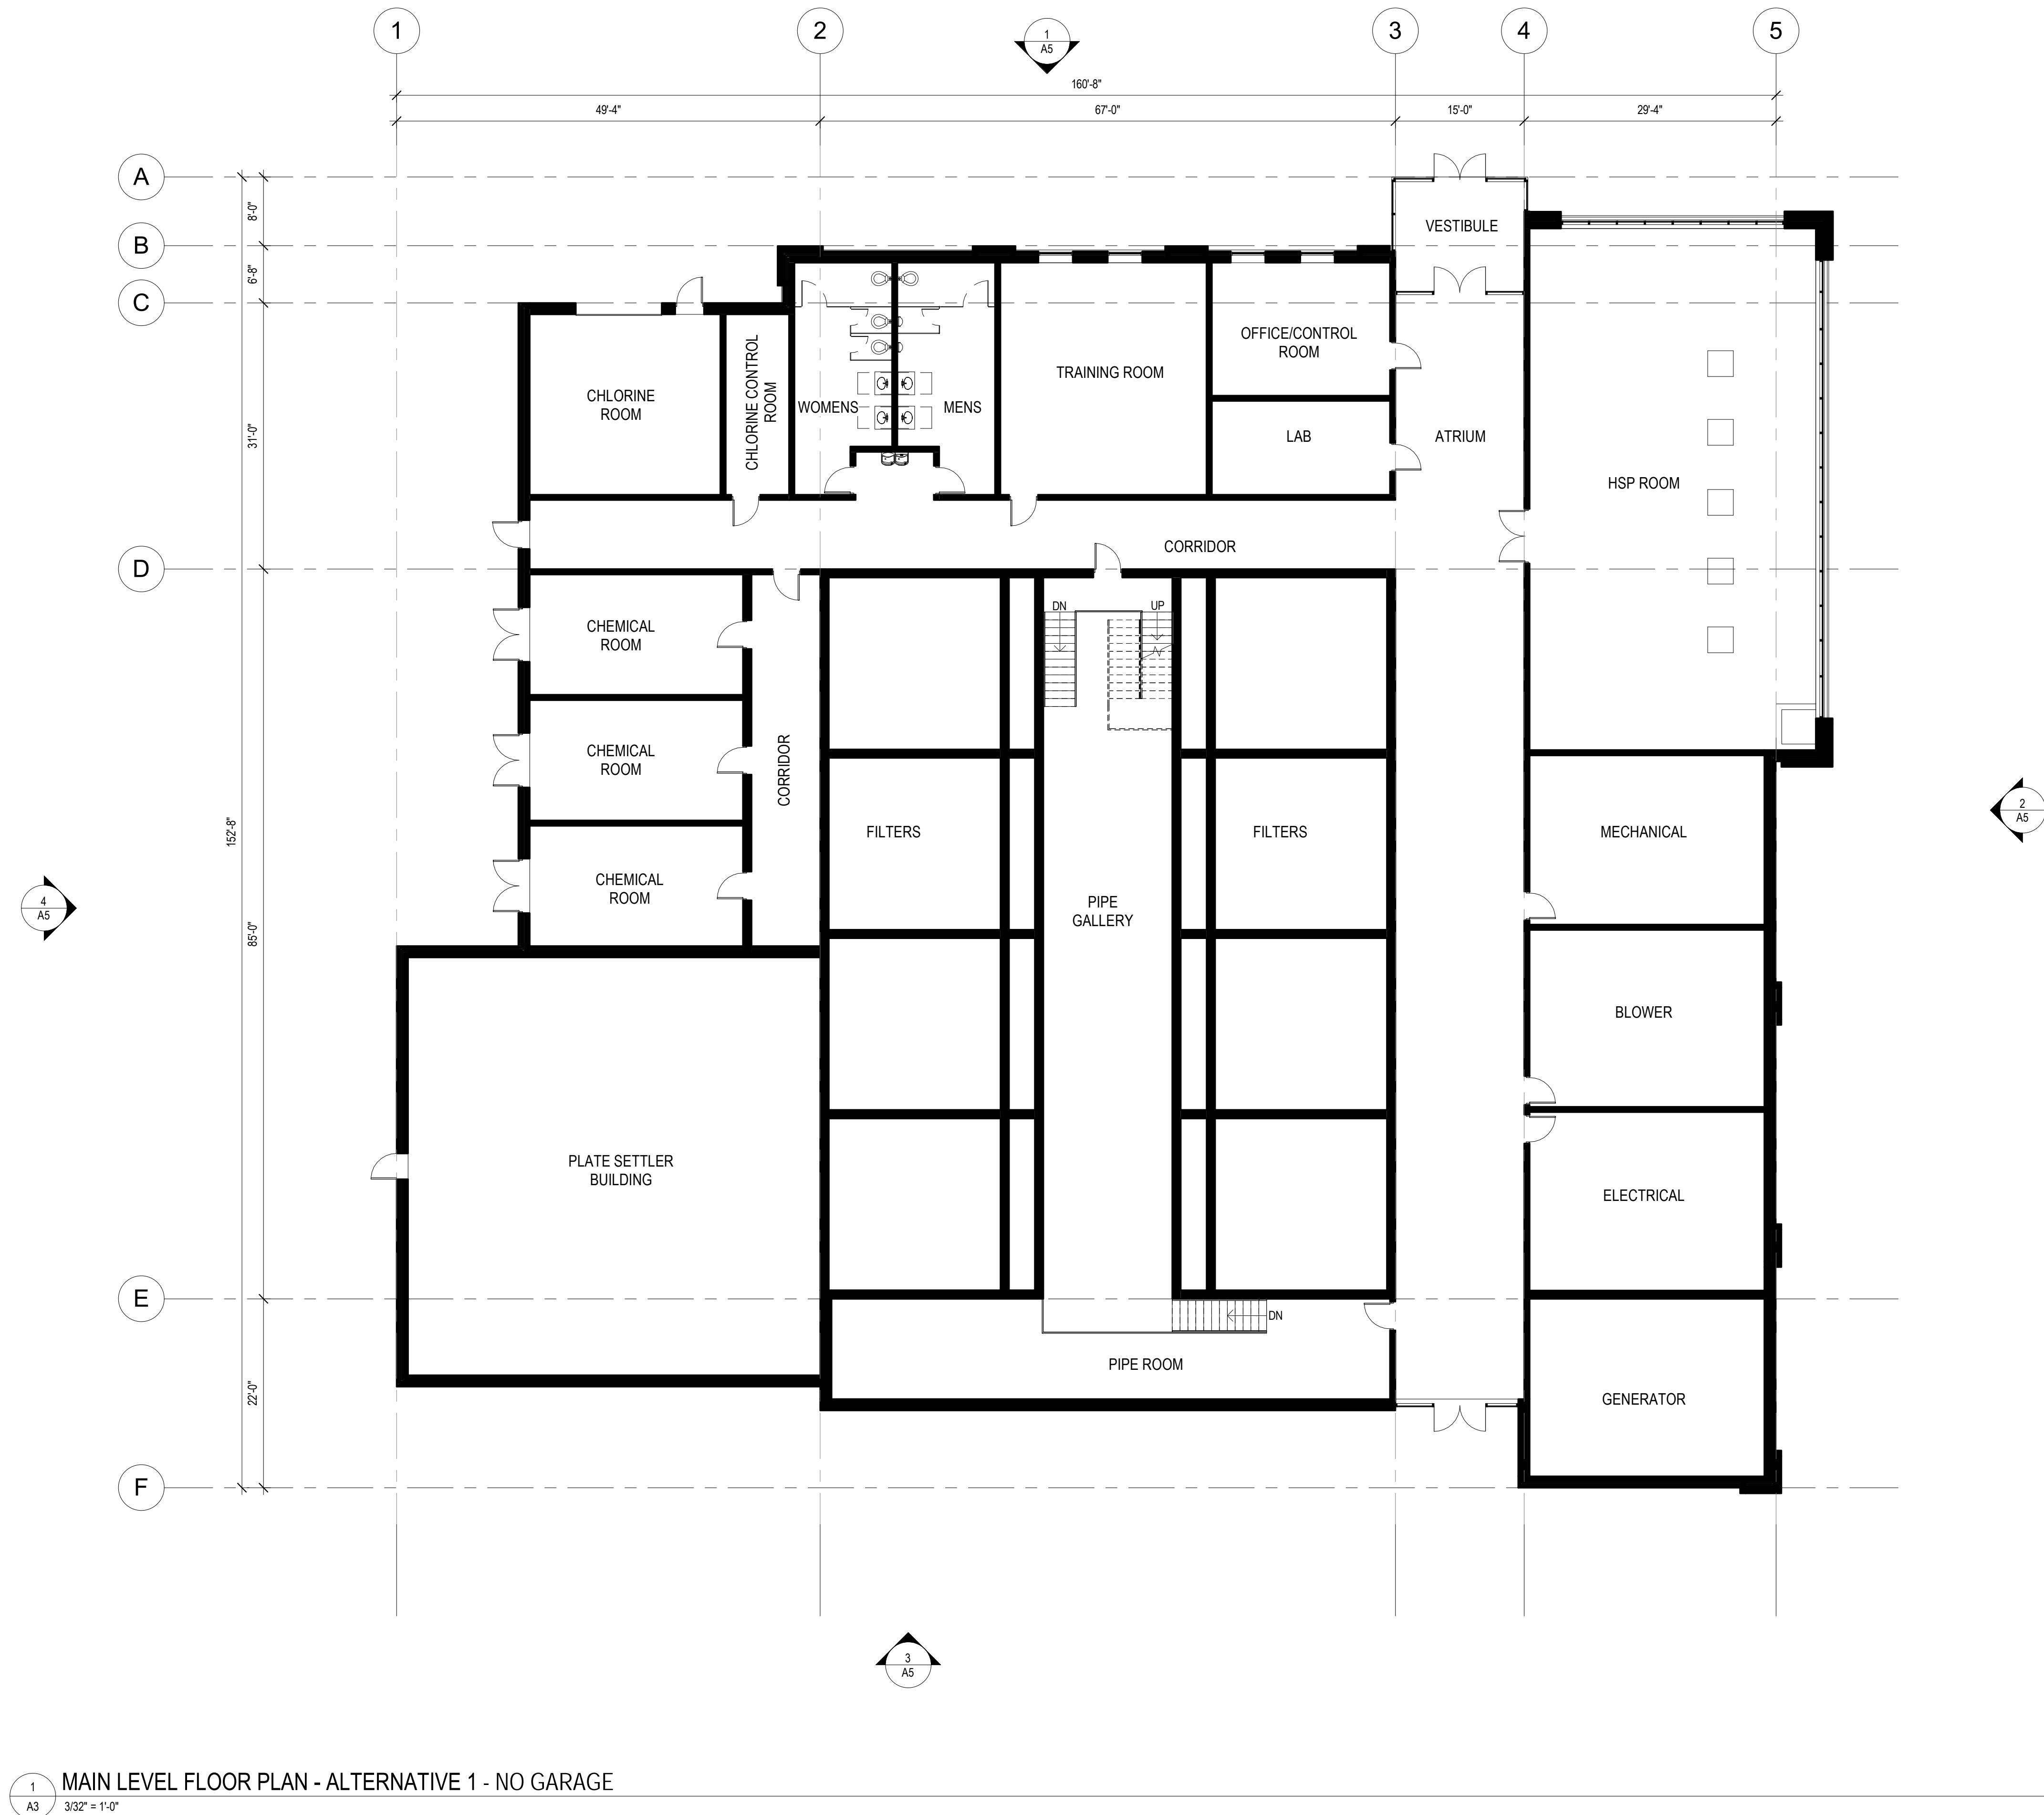 1
2
3
4
5
1
A5
160'-8"
49'-4"
67'-0"
15'-0"
29'-4"
A
B
C
D
E
F
8'-0"
6'-8"
31'-0"
152'-8"
85'-0"
22'-0"
VESTIBULE
CHLORINE
ROOM
CHLORINE CONTROL
ROOM
WOMENS
MENS
TRAINING ROOM
OFFICE/CONTROL
ROOM
LAB
ATRIUM
HSP ROOM
CORRIDOR
CHEMICAL
ROOM
CHEMICAL
ROOM
CHEMICAL
ROOM
CORRIDOR
DN
UP
FILTERS
FILTERS
PIPE
GALLERY
MECHANICAL
BLOWER
ELECTRICAL
GENERATOR
PLATE SETTLER
BUILDING
DN
PIPE ROOM
2
A5
4
A5
3
A5
1
A3
MAIN LEVEL FLOOR PLAN - ALTERNATIVE 1 - NO GARAGE
3/32" = 1'-0"